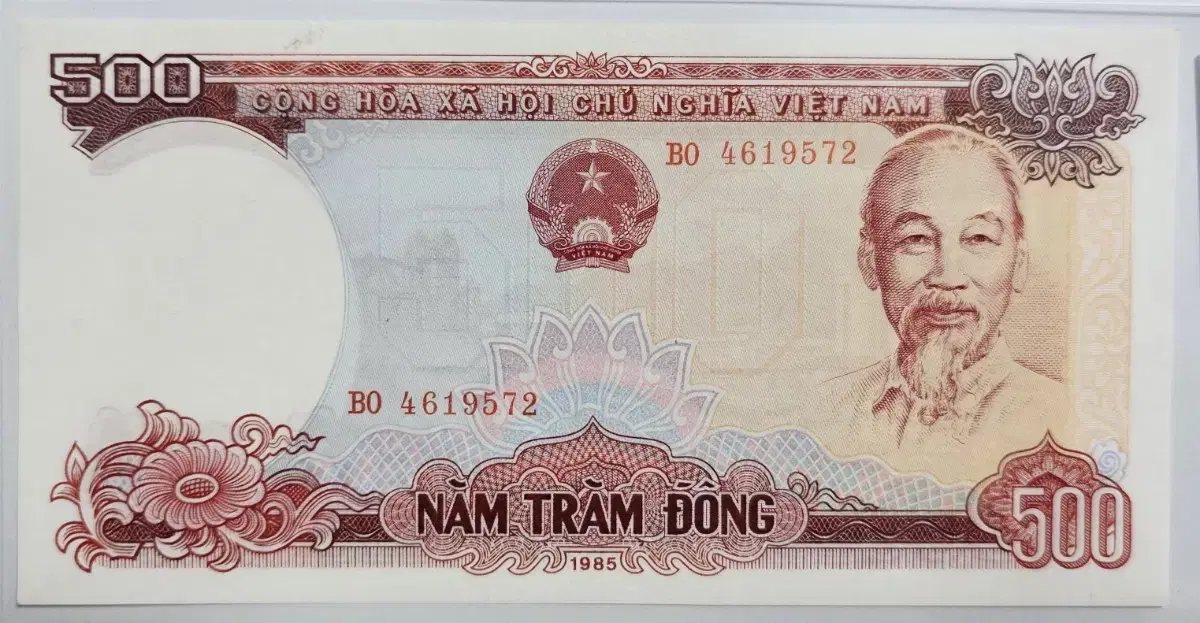 500
CỘNG HÒA XÃ HỘI CHỦ NGHĨA VIỆT NAM
BO 4619572
VIỆT NAM
BO 4619572
NĂM TRĂM ĐỒNG
1985
500